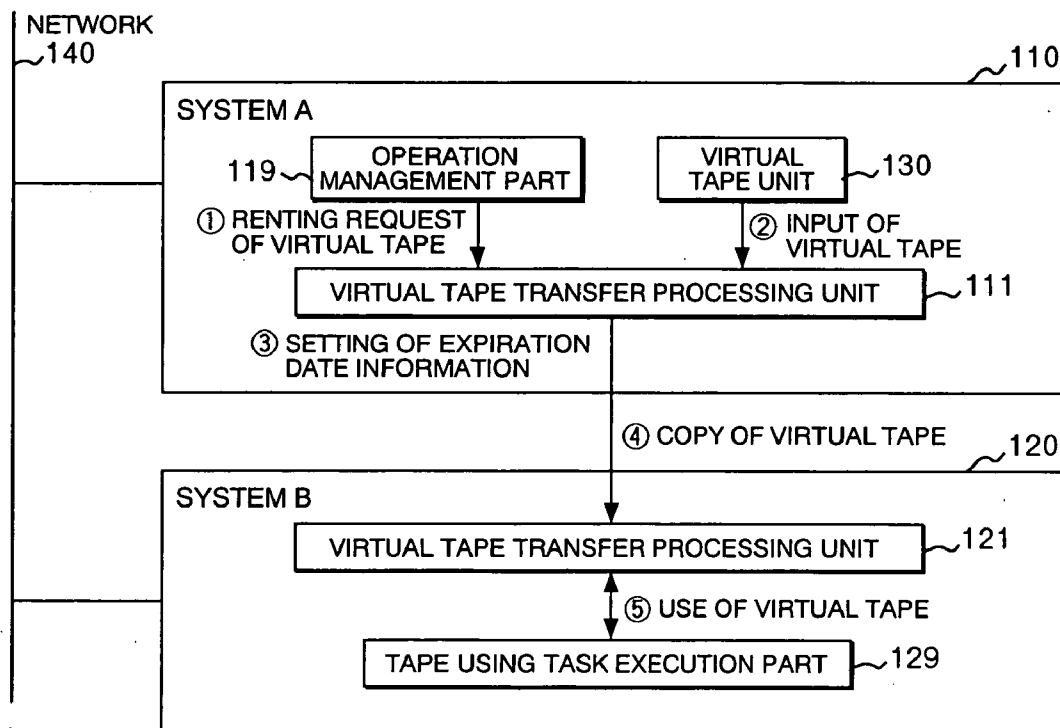 NETWORK
140
110
SYSTEM A
119
OPERATION
MANAGEMENT PART
VIRTUAL
TAPE UNIT
130
① RENTING REQUEST
OF VIRTUAL TAPE
② INPUT OF
VIRTUAL TAPE
VIRTUAL TAPE TRANSFER PROCESSING UNIT
111
③ SETTING OF EXPIRATION
DATE INFORMATION
④ COPY OF VIRTUAL TAPE
120
SYSTEM B
VIRTUAL TAPE TRANSFER PROCESSING UNIT
121
⑤ USE OF VIRTUAL TAPE
TAPE USING TASK EXECUTION PART
129